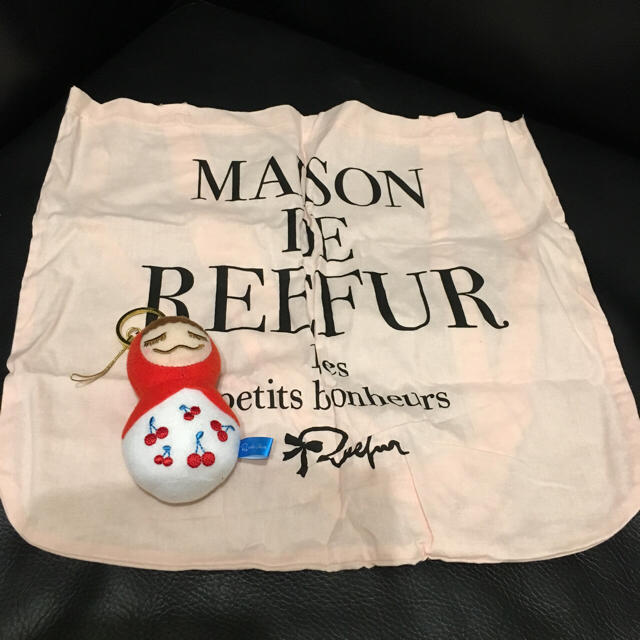 MAISON
DE
REEFUR
les
petits bonheurs
Reefur